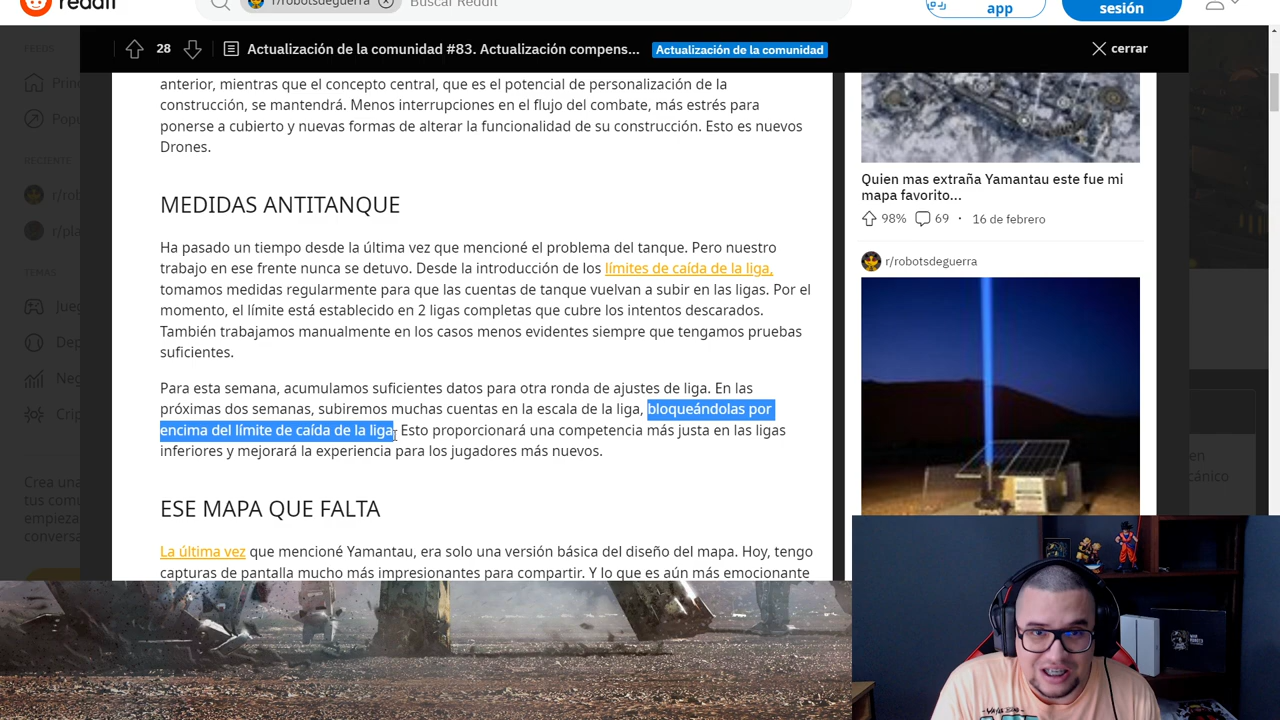 reddit
r/robotsdeguerra
Buscar Reddit
app
sesión
28
Actualización de la comunidad #83. Actualización compens...
Actualización de la comunidad
cerrar
FEEDS
Popu
RECIENTE
r/rob
r/pla
TEMAS
Jueg
Dep
Neg
Crip
Crea una
tus comu
empieza
conversa
anterior, mientras que el concepto central, que es el potencial de personalización de la
construcción, se mantendrá. Menos interrupciones en el flujo del combate, más estrés para
ponerse a cubierto y nuevas formas de alterar la funcionalidad de su construcción. Esto es nuevos
Drones.
MEDIDAS ANTITANQUE
Ha pasado un tiempo desde la última vez que mencioné el problema del tanque. Pero nuestro
trabajo en ese frente nunca se detuvo. Desde la introducción de los límites de caída de la liga,
tomamos medidas regularmente para que las cuentas de tanque vuelvan a subir en las ligas. Por el
momento, el límite está establecido en 2 ligas completas que cubre los intentos descarados.
También trabajamos manualmente en los casos menos evidentes siempre que tengamos pruebas
suficientes.
Para esta semana, acumulamos suficientes datos para otra ronda de ajustes de liga. En las
próximas dos semanas, subiremos muchas cuentas en la escala de la liga, bloqueándolas por
encima del límite de caída de la liga. Esto proporcionará una competencia más justa en las ligas
inferiores y mejorará la experiencia para los jugadores más nuevos.
ESE MAPA QUE FALTA
La última vez que mencioné Yamantau, era solo una versión básica del diseño del mapa. Hoy, tengo
capturas de pantalla mucho más impresionantes para compartir. Y lo que es aún más emocionante
Quien mas extraña Yamantau este fue mi
mapa favorito...
98% 69 · 16 de febrero
r/robotsdeguerra
en
cánico